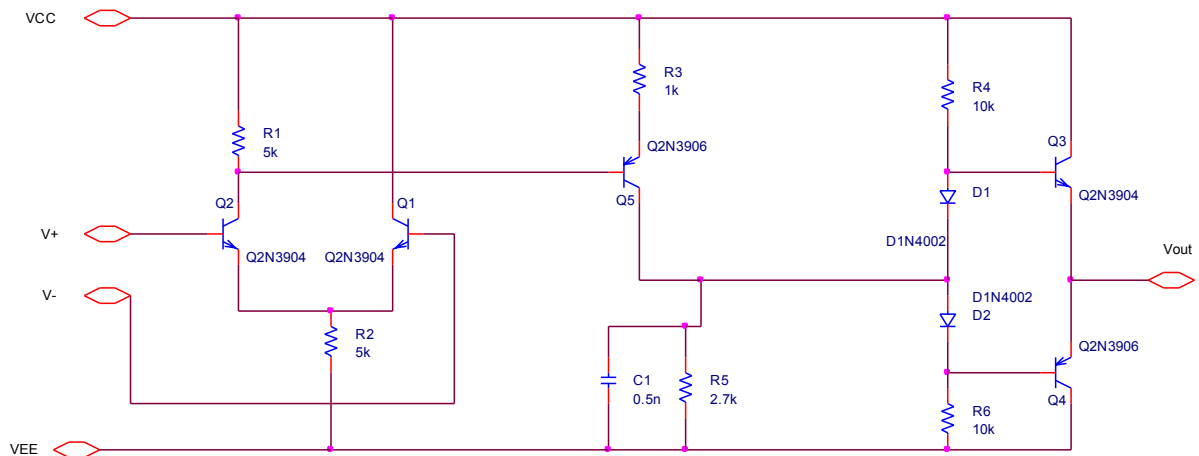 VCC
R3
1k
R4
10k
R1
5k
Q3
Q2N3906
Q2
Q1
Q5
D1
Q2N3904
V+
Q2N3904
Q2N3904
D1N4002
Vout
V-
D1N4002
D2
R2
5k
Q2N3906
C1
0.5n
R5
2.7k
Q4
R6
10k
VEE